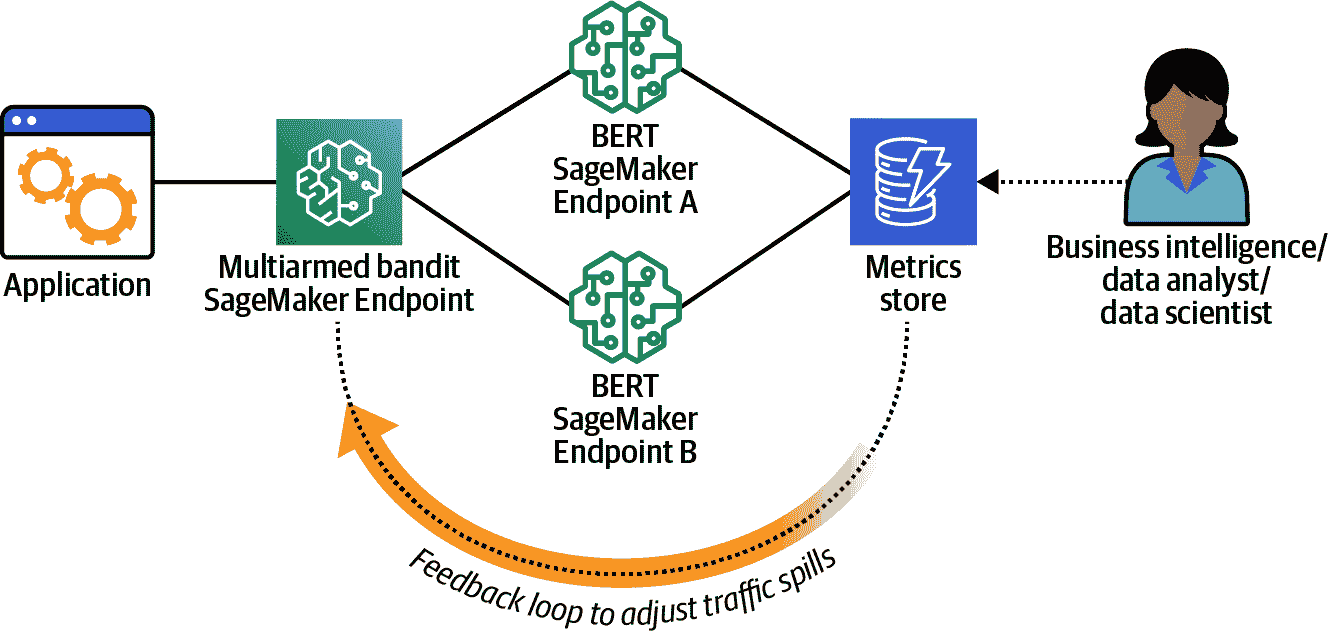 Application
Multiarmed bandit
SageMaker Endpoint
BERT
SageMaker
Endpoint A
BERT
SageMaker
Endpoint B
Metrics
store
Business intelligence/
data analyst/
data scientist
Feedback loop to adjust traffic spills